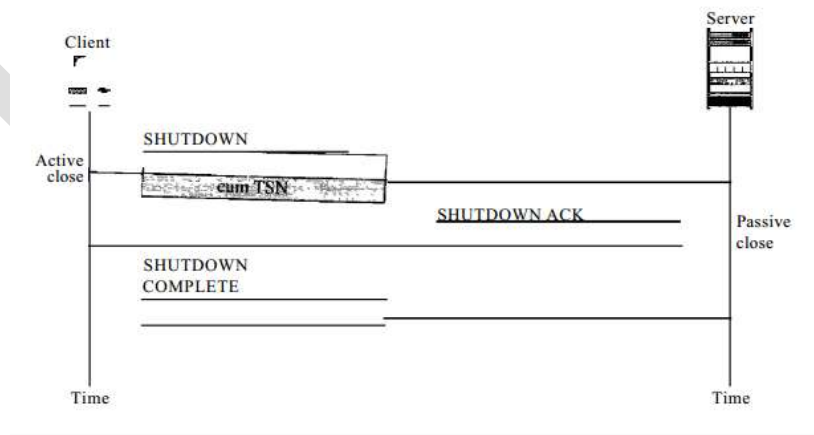 Server
Client
SHUTDOWN
Active
close
cum TSN
SHUTDOWN ACK
Passive
close
SHUTDOWN
COMPLETE
Time
Time